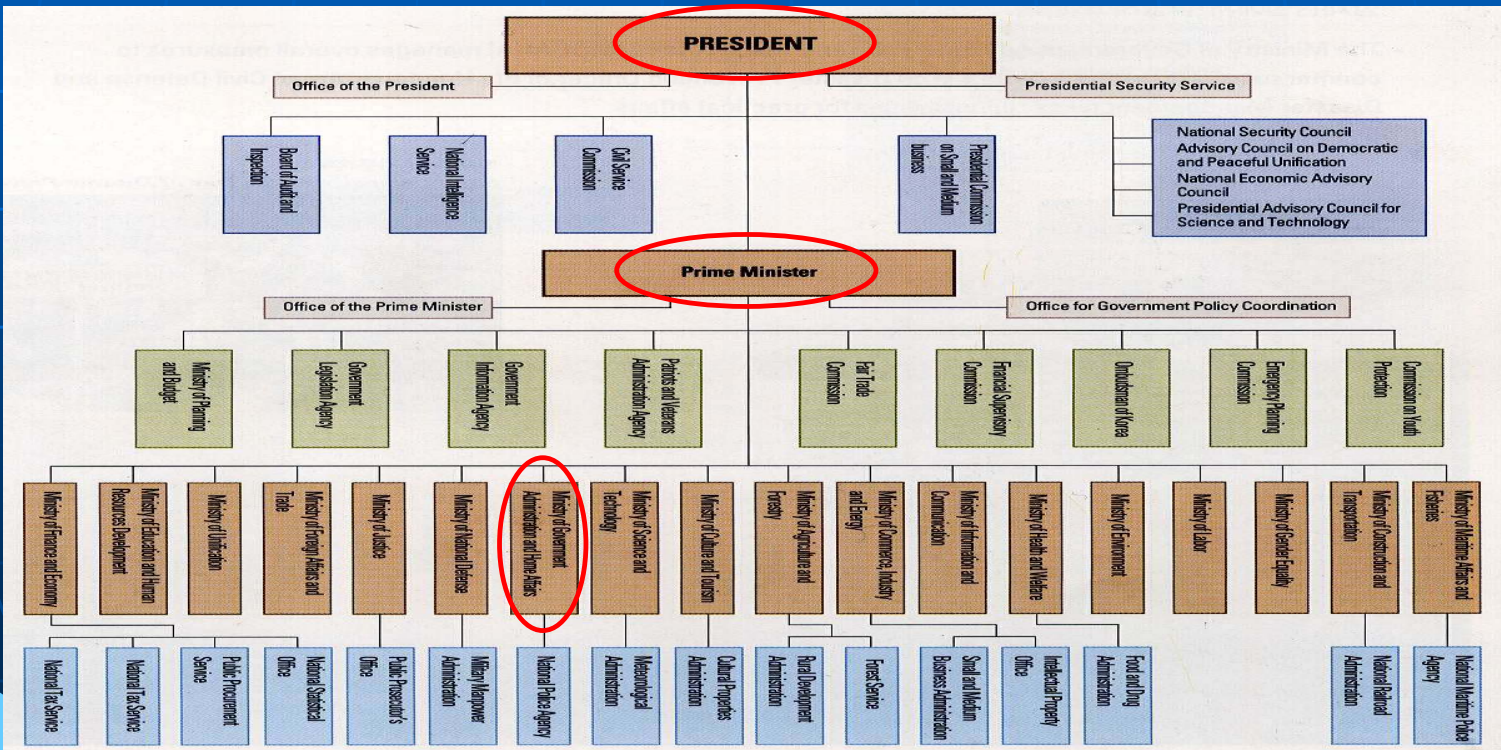 PRESIDENT
Office of the President
Presidential Security Service
Board of Audit and
Inspection
National Intelligence
Service
Civil Service
Commission
Presidential Commission
on Small and Medium
business
National Security Council
Advisory Council on Democratic
and Peaceful Unification
National Economic Advisory
Council
Presidential Advisory Council for
Science and Technology
Prime Minister
Office of the Prime Minister
Office for Government Policy Coordination
Ministry of Planning
and Budget
Government
Legislation Agency
Government
Information Agency
Patriots and Veterans
Administration Agency
Fair Trade
Commission
Financial Supervisory
Commission
Ombudsman of Korea
Emergency Planning
Commission
Commission on Youth
Protection
Ministry of Finance and Economy
Ministry of Education and Human
Resources Development
Ministry of Unification
Ministry of Foreign Affairs and
Trade
Ministry of Justice
Ministry of National Defense
Ministry of Government
Administration and Home Affairs
Ministry of Science and
Technology
Ministry of Culture and Tourism
Ministry of Agriculture and
Forestry
Ministry of Commerce, Industry
and Energy
Ministry of Information and
Communication
Ministry of Health and Welfare
Ministry of Environment
Ministry of Labor
Ministry of Gender Equality
Ministry of Construction and
Transportation
Ministry of Maritime Affairs and
Fisheries
National Tax Service
National Tax Service
Public Procurement
Service
National Statistical
Office
Public Prosecutor's
Office
Military Manpower
Administration
National Police Agency
Meteorological
Administration
Cultural Properties
Administration
Rural Development
Administration
Forest Service
Small and Medium
Business Administration
Intellectual Property
Office
Food and Drug
Administration
National Railroad
Administration
National Maritime Police
Agency